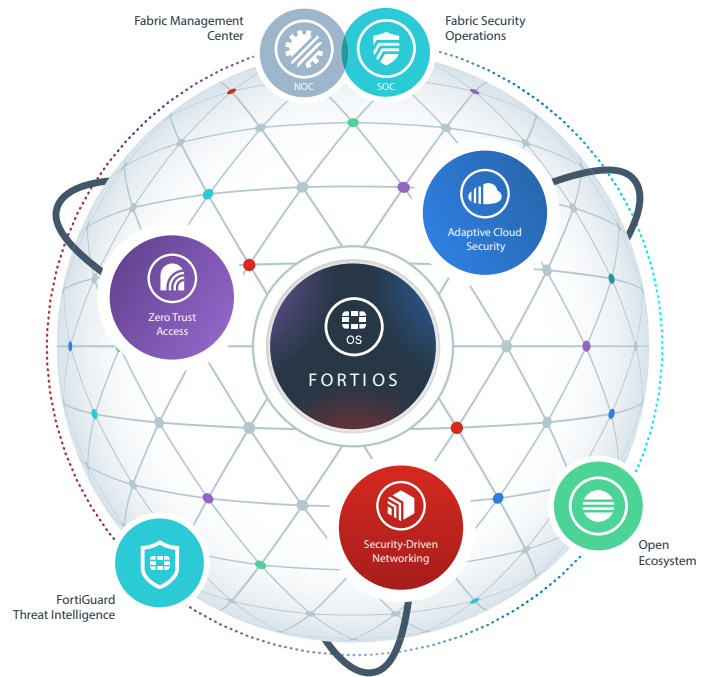 Fabric Management
Center
NOC
SOC
Fabric Security
Operations
Adaptive Cloud
Security
Zero Trust
Access
OS
FORTIOS
Security-Driven
Networking
Open
Ecosystem
FortiGuard
Threat Intelligence